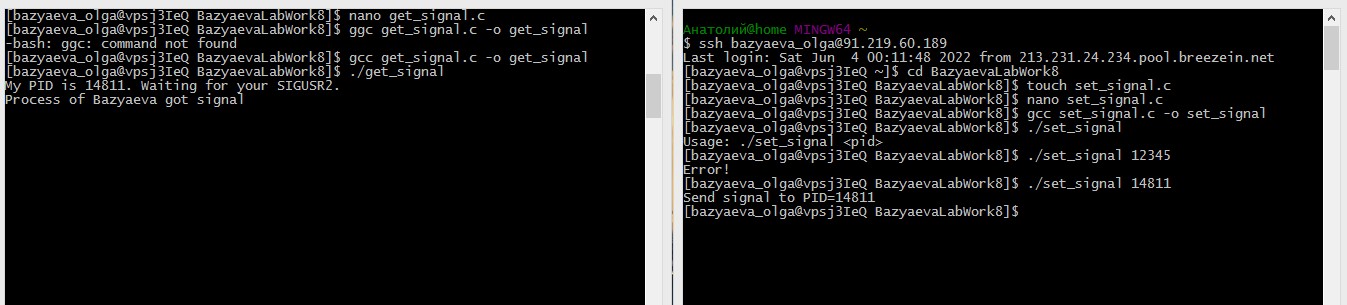 [bazyaeva_olga@vpsj3IeQ BazyaevaLabWork8]$ nano get_signal.c
[bazyaeva_olga@vpsj3IeQ BazyaevaLabWork8]$ ggc get_signal.c -o get_signal
-bash: ggc: command not found
[bazyaeva_olga@vpsj3IeQ BazyaevaLabWork8]$ gcc get_signal.c -o get_signal
[bazyaeva_olga@vpsj3IeQ BazyaevaLabWork8]$ ./get_signal
My PID is 14811. Waiting for your SIGUSR2.
Process of Bazyaeva got signal
Анатолий@home MINGW64 ~
$ ssh bazyaeva_olga@91.219.60.189
Last login: Sat Jun  4 00:11:48 2022 from 213.231.24.234.pool.breezein.net
[bazyaeva_olga@vpsj3IeQ ~]$ cd BazyaevaLabWork8
[bazyaeva_olga@vpsj3IeQ BazyaevaLabWork8]$ touch set_signal.c
[bazyaeva_olga@vpsj3IeQ BazyaevaLabWork8]$ nano set_signal.c
[bazyaeva_olga@vpsj3IeQ BazyaevaLabWork8]$ gcc set_signal.c -o set_signal
[bazyaeva_olga@vpsj3IeQ BazyaevaLabWork8]$ ./set_signal
Usage: ./set_signal <pid>
[bazyaeva_olga@vpsj3IeQ BazyaevaLabWork8]$ ./set_signal 12345
Error!
[bazyaeva_olga@vpsj3IeQ BazyaevaLabWork8]$ ./set_signal 14811
Send signal to PID=14811
[bazyaeva_olga@vpsj3IeQ BazyaevaLabWork8]$